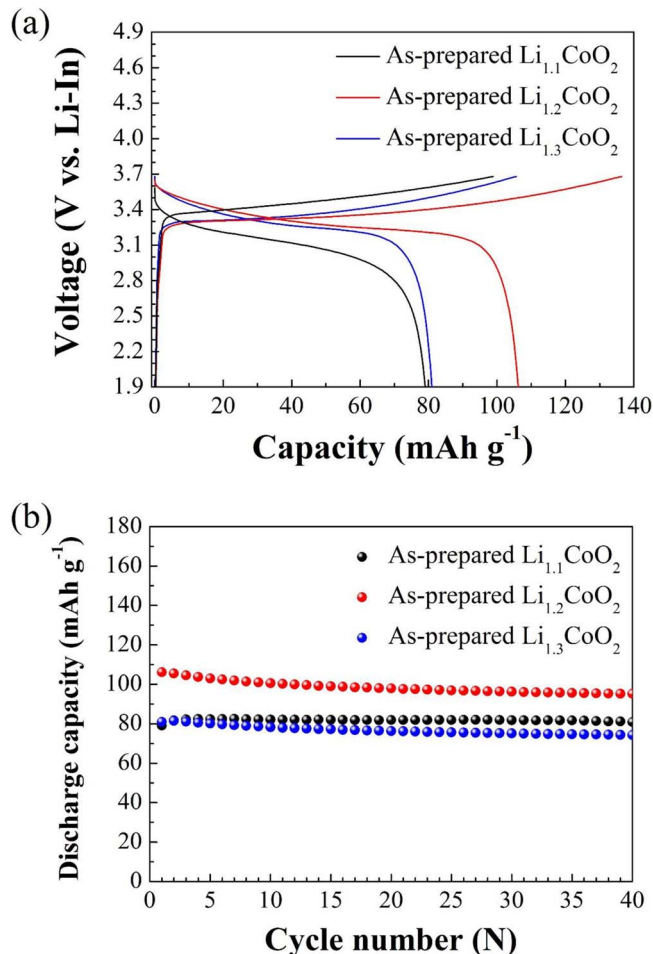 (a)
4.9
4.6
4.3
4.0
3.7
3.4
3.1
2.8
2.5
2.2
1.9
Voltage (V vs. Li-In)
As-prepared Li1.1CoO2
As-prepared Li1.2CoO2
As-prepared Li1.3CoO2
0 20 40 60 80 100 120 140
Capacity (mAh g-1)
(b)
180
160
140
120
100
80
60
40
20
0
Discharge capacity (mAh g-1)
As-prepared Li1.1CoO2
As-prepared Li1.2CoO2
As-prepared Li1.3CoO2
0 5 10 15 20 25 30 35 40
Cycle number (N)